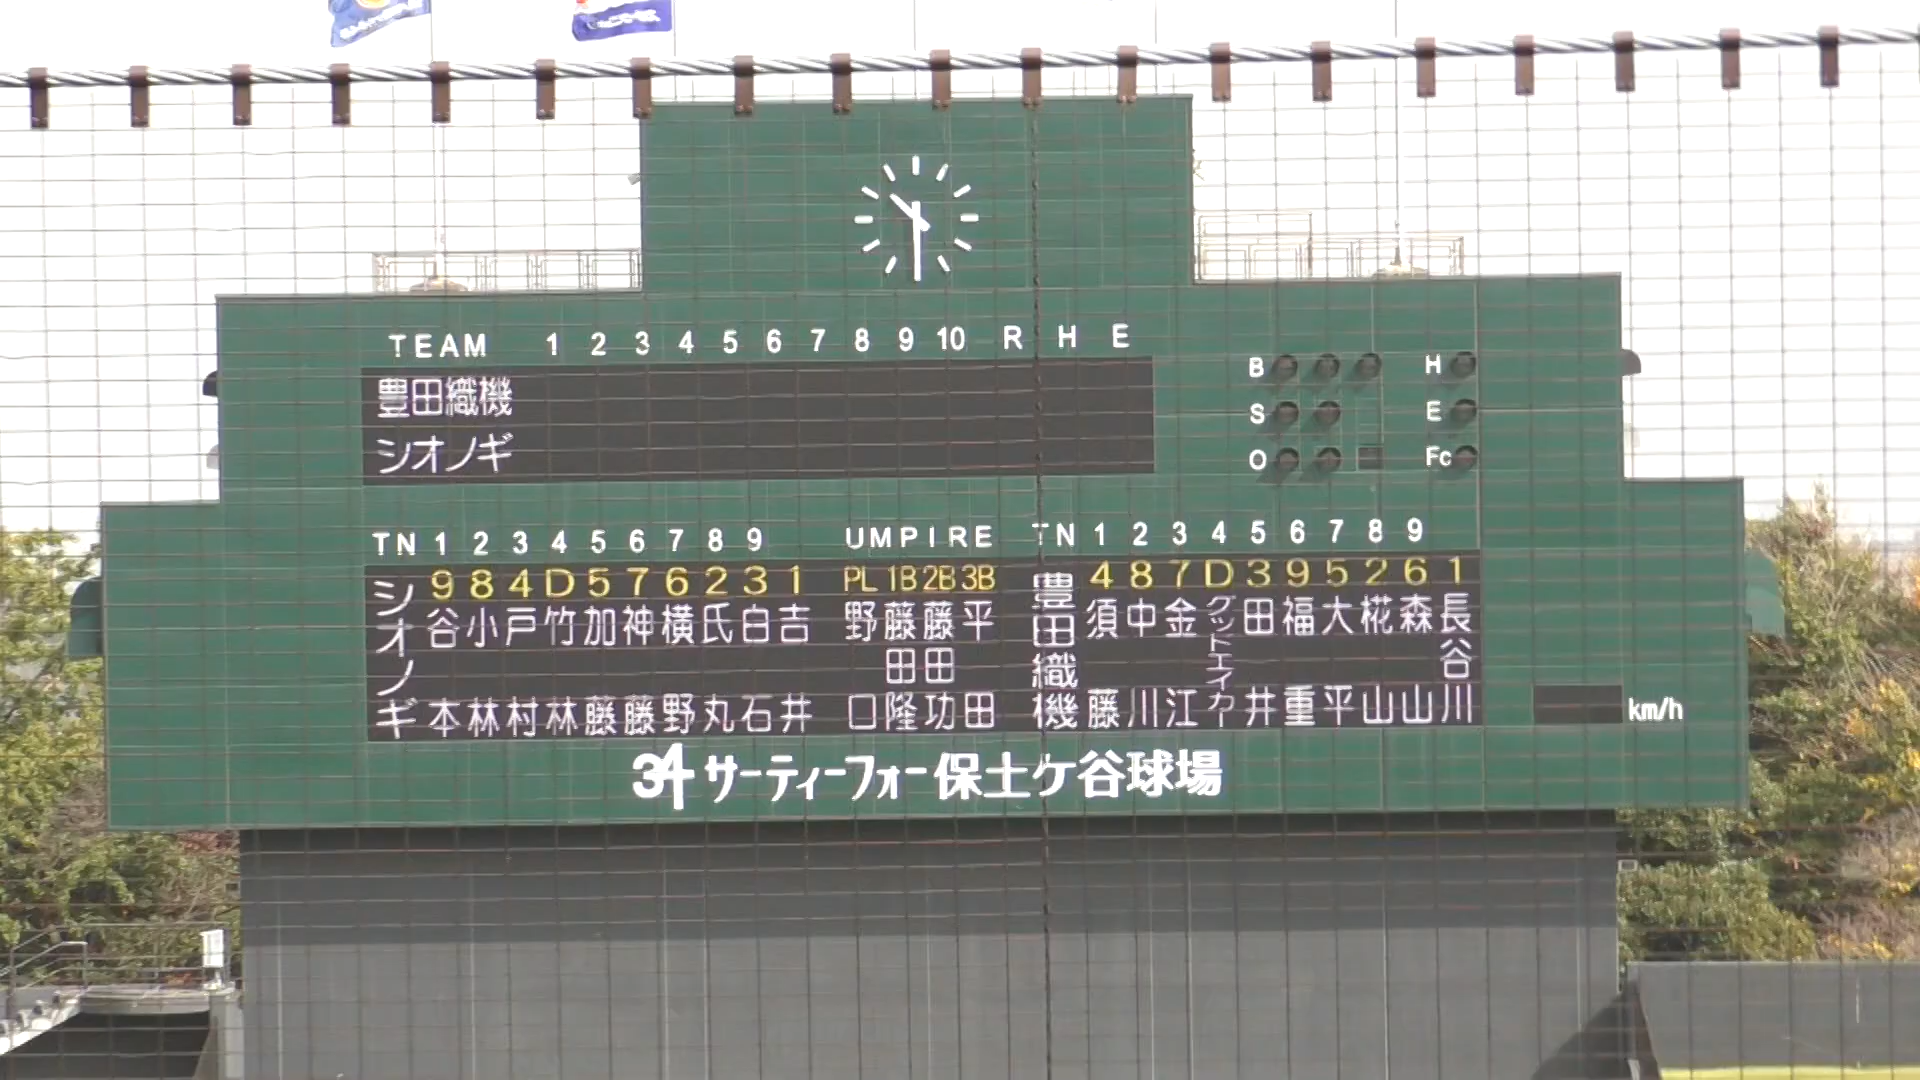 TEAM 1 2 3 4 5 6 7 8 9 10 R H E
豊田織機
シオノギ
B H
S E
O Fc
TN 1 2 3 4 5 6 7 8 9
シオノギ 9 8 4 D 5 7 6 2 3 1
谷本 小林 戸村 竹林 加藤 神藤 横野 氏丸 白石 吉井
UMPIRE
PL 1B 2B 3B
野口 藤田隆 藤田功 平田
TN 1 2 3 4 5 6 7 8 9
豊田織機 4 8 7 D 3 9 5 2 6 1
須藤 中川 金江 グットエイカー 田井 福重 大平 椛山 森山 長谷川
km/h
34 サーティーフォー保土ケ谷球場